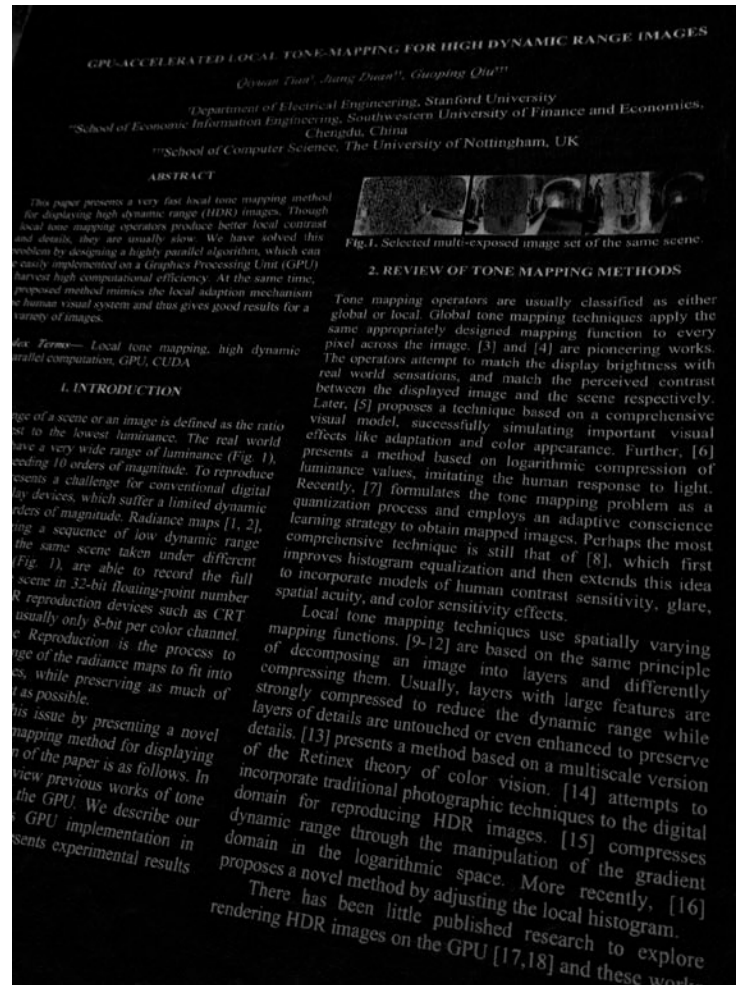 GPU-ACCELERATED LOCAL TONE-MAPPING FOR HIGH DYNAMIC RANGE IMAGES
Qiyuan Tian†, Jiang Duan††, Guoping Qiu†††
†Department of Electrical Engineering, Stanford University
††School of Economic Information Engineering, Southwestern University of Finance and Economics,
Chengdu, China
†††School of Computer Science, The University of Nottingham, UK
ABSTRACT
This paper presents a very fast local tone mapping method
for displaying high dynamic range (HDR) images. Though
local tone mapping operators produce better local contrast
and details, they are usually slow. We have solved this
problem by designing a highly parallel algorithm, which can
easily implemented on a Graphics Processing Unit (GPU)
harvest high computational efficiency. At the same time,
proposed method mimics the local adaption mechanism
human visual system and thus gives good results for a
variety of images.
Terms— Local tone mapping, high dynamic
parallel computation, GPU, CUDA
1. INTRODUCTION
of a scene or an image is defined as the ratio
to the lowest luminance. The real world
have a very wide range of luminance (Fig. 1),
10 orders of magnitude. To reproduce
a challenge for conventional digital
devices, which suffer a limited dynamic
orders of magnitude. Radiance maps [1, 2],
a sequence of low dynamic range
the same scene taken under different
(Fig. 1), are able to record the full
scene in 32-bit floating-point number
reproduction devices such as CRT
usually only 8-bit per color channel.
Reproduction is the process to
of the radiance maps to fit into
while preserving as much of
as possible.
this issue by presenting a novel
mapping method for displaying
of the paper is as follows. In
previous works of tone
the GPU. We describe our
GPU implementation in
experimental results
Fig.1. Selected multi-exposed image set of the same scene.
2. REVIEW OF TONE MAPPING METHODS
Tone mapping operators are usually classified as either
global or local. Global tone mapping techniques apply the
same appropriately designed mapping function to every
pixel across the image. [3] and [4] are pioneering works.
The operators attempt to match the display brightness with
real world sensations, and match the perceived contrast
between the displayed image and the scene respectively.
Later, [5] proposes a technique based on a comprehensive
visual model, successfully simulating important visual
effects like adaptation and color appearance. Further, [6]
presents a method based on logarithmic compression of
luminance values, imitating the human response to light.
Recently, [7] formulates the tone mapping problem as a
quantization process and employs an adaptive conscience
learning strategy to obtain mapped images. Perhaps the most
comprehensive technique is still that of [8], which first
improves histogram equalization and then extends this idea
to incorporate models of human contrast sensitivity, glare,
spatial acuity, and color sensitivity effects.
Local tone mapping techniques use spatially varying
mapping functions. [9-12] are based on the same principle
of decomposing an image into layers and differently
compressing them. Usually, layers with large features are
strongly compressed to reduce the dynamic range while
layers of details are untouched or even enhanced to preserve
details. [13] presents a method based on a multiscale version
of the Retinex theory of color vision. [14] attempts to
incorporate traditional photographic techniques to the digital
domain for reproducing HDR images. [15] compresses
dynamic range through the manipulation of the gradient
domain in the logarithmic space. More recently, [16]
proposes a novel method by adjusting the local histogram.
There has been little published research to explore
rendering HDR images on the GPU [17,18] and these works